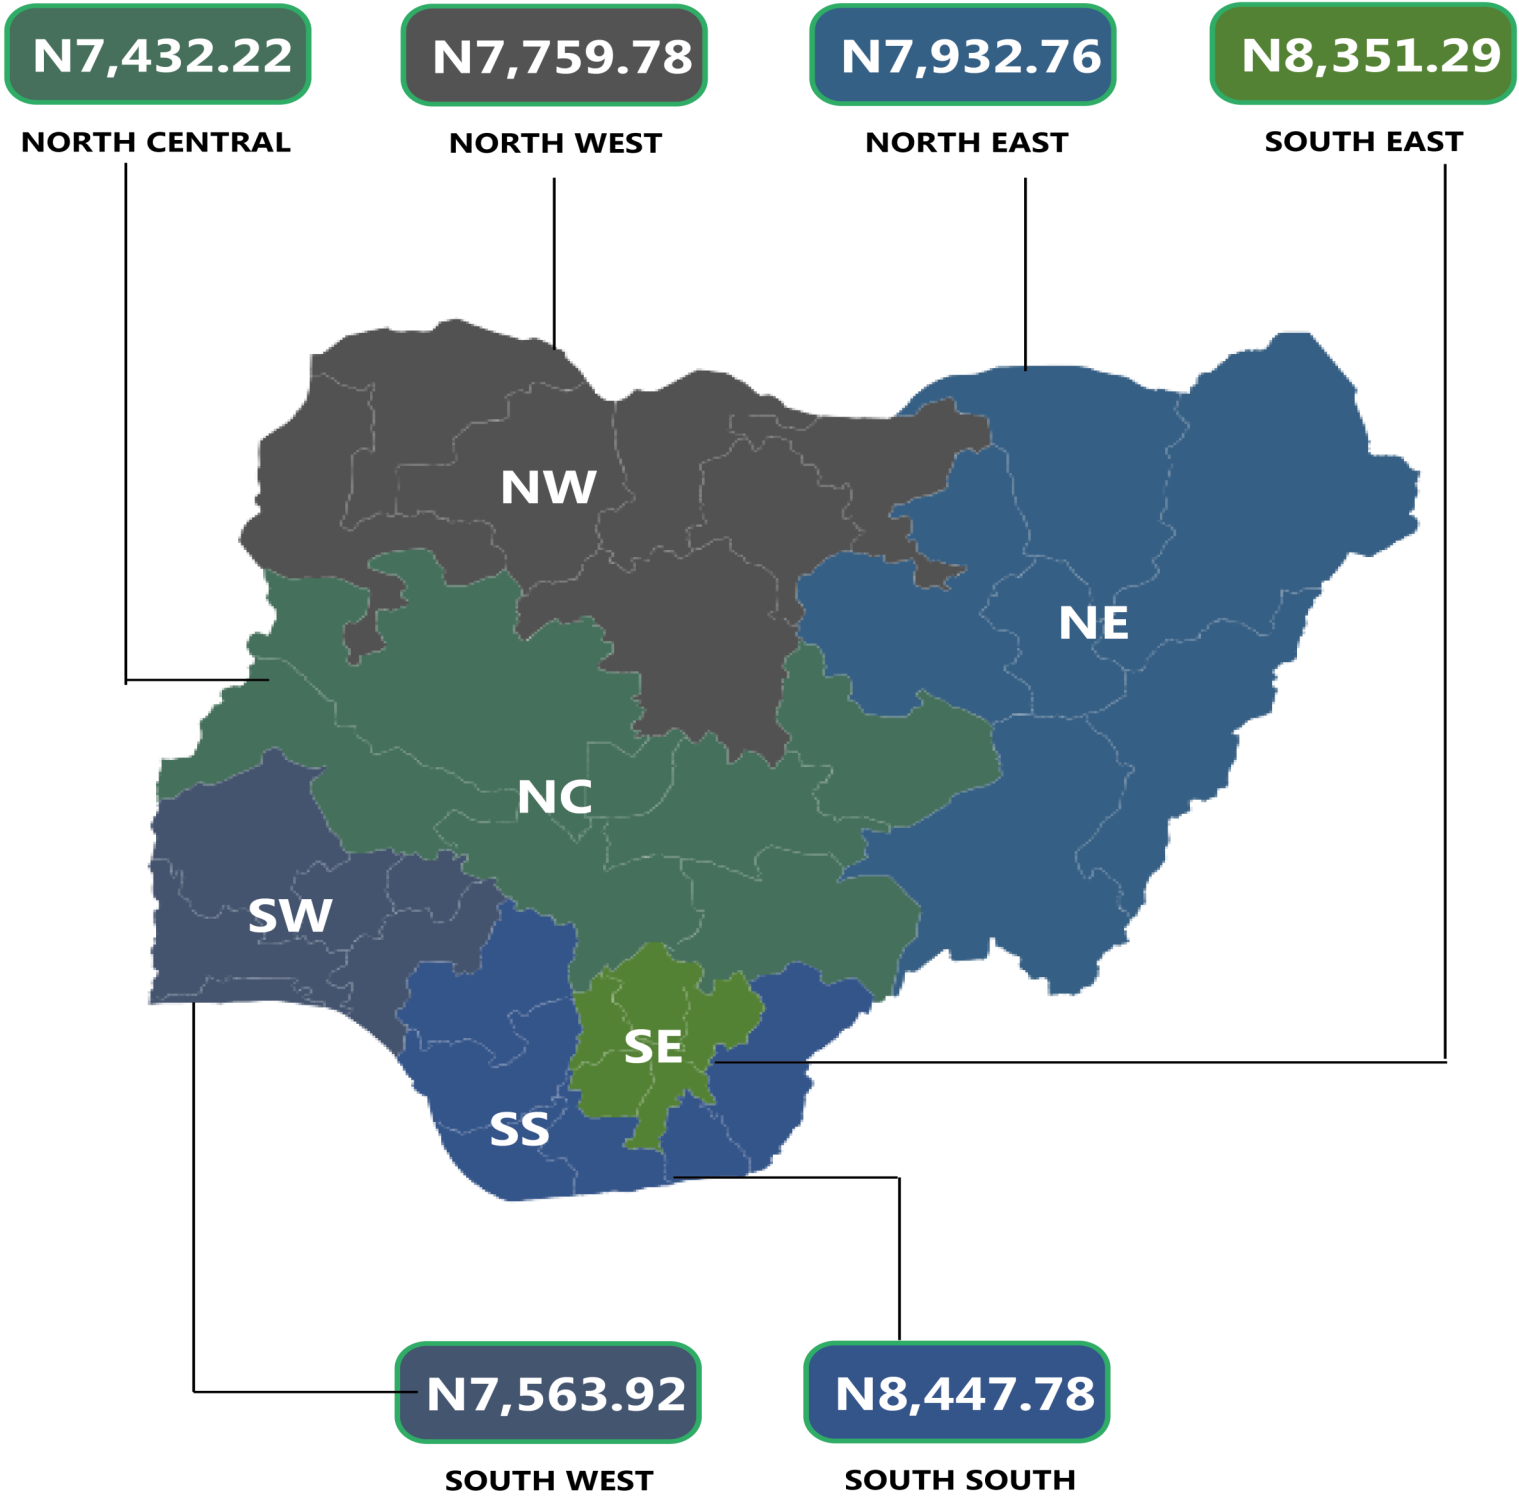 N7,432.22
NORTH CENTRAL
N7,759.78
NORTH WEST
N7,932.76
NORTH EAST
N8,351.29
SOUTH EAST
NW
NE
NC
SW
SE
SS
N7,563.92
SOUTH WEST
N8,447.78
SOUTH SOUTH